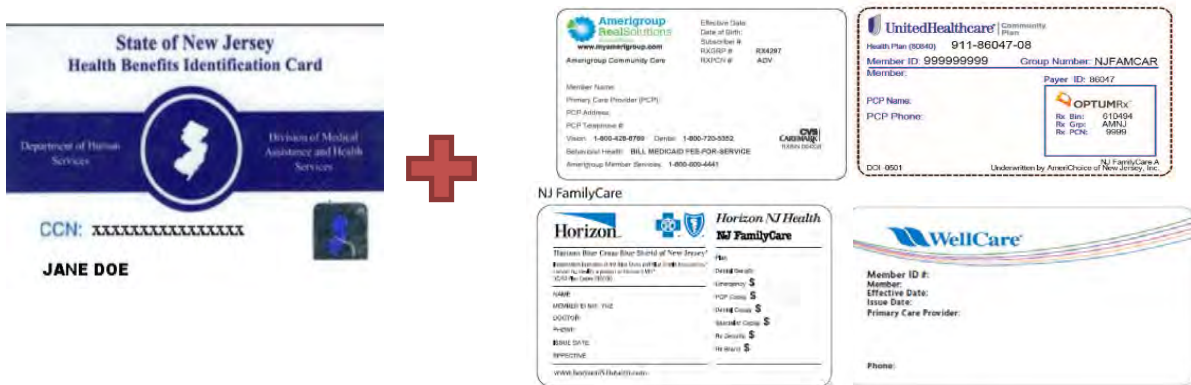 State of New Jersey
Health Benefits Identification Card
Department of Human
Services
Division of Medical
Assistance and Health
Services
CCN: XXXXXXXXXXXXXXXX
JANE DOE
Amerigroup
RealSolutions
www.myamerigroup.com
Amerigroup Community Care
Effective Date
Date of Birth:
Subscriber #
RXGRP # RX4297
RXPCN # ADV
Member Name:
Primary Care Provider (PCP):
PCP Address:
PCP Telephone #:
Vision: Dental:
CVS
CAREMARK
Behavioral Health: BILL MEDICAID FEE-FOR-SERVICE
Amerigroup Member Services: 1-800-600-4441
UnitedHealthcare Community
Plan
Health Plan (80840) 911-86047-08
Member ID: 999999999 Group Number: NJFAMCAR
Member:
Payer ID: 86047
PCP Name:
PCP Phone:
OPTUMRx
Rx Bin: 610494
Rx Grp: AMNJ
Rx PCN: 9999
NJ FamilyCare A
DOI -0501 Underwritten by AmeriChoice of New Jersey, Inc.
NJ FamilyCare
Horizon
Horizon NJ Health
NJ FamilyCare
Horizon Blue Cross Blue Shield of New Jersey
NAME
MEMBER ID NO: YHZ
DOCTOR:
PHONE:
ISSUE DATE:
EFFECTIVE
Plan
Emergency $
PCP Copay $
Dental Copay $
Specialist Copay $
Rx Generic $
Rx Brand $
WellCare
Member ID #:
Member:
Effective Date:
Issue Date:
Primary Care Provider:
Phone: